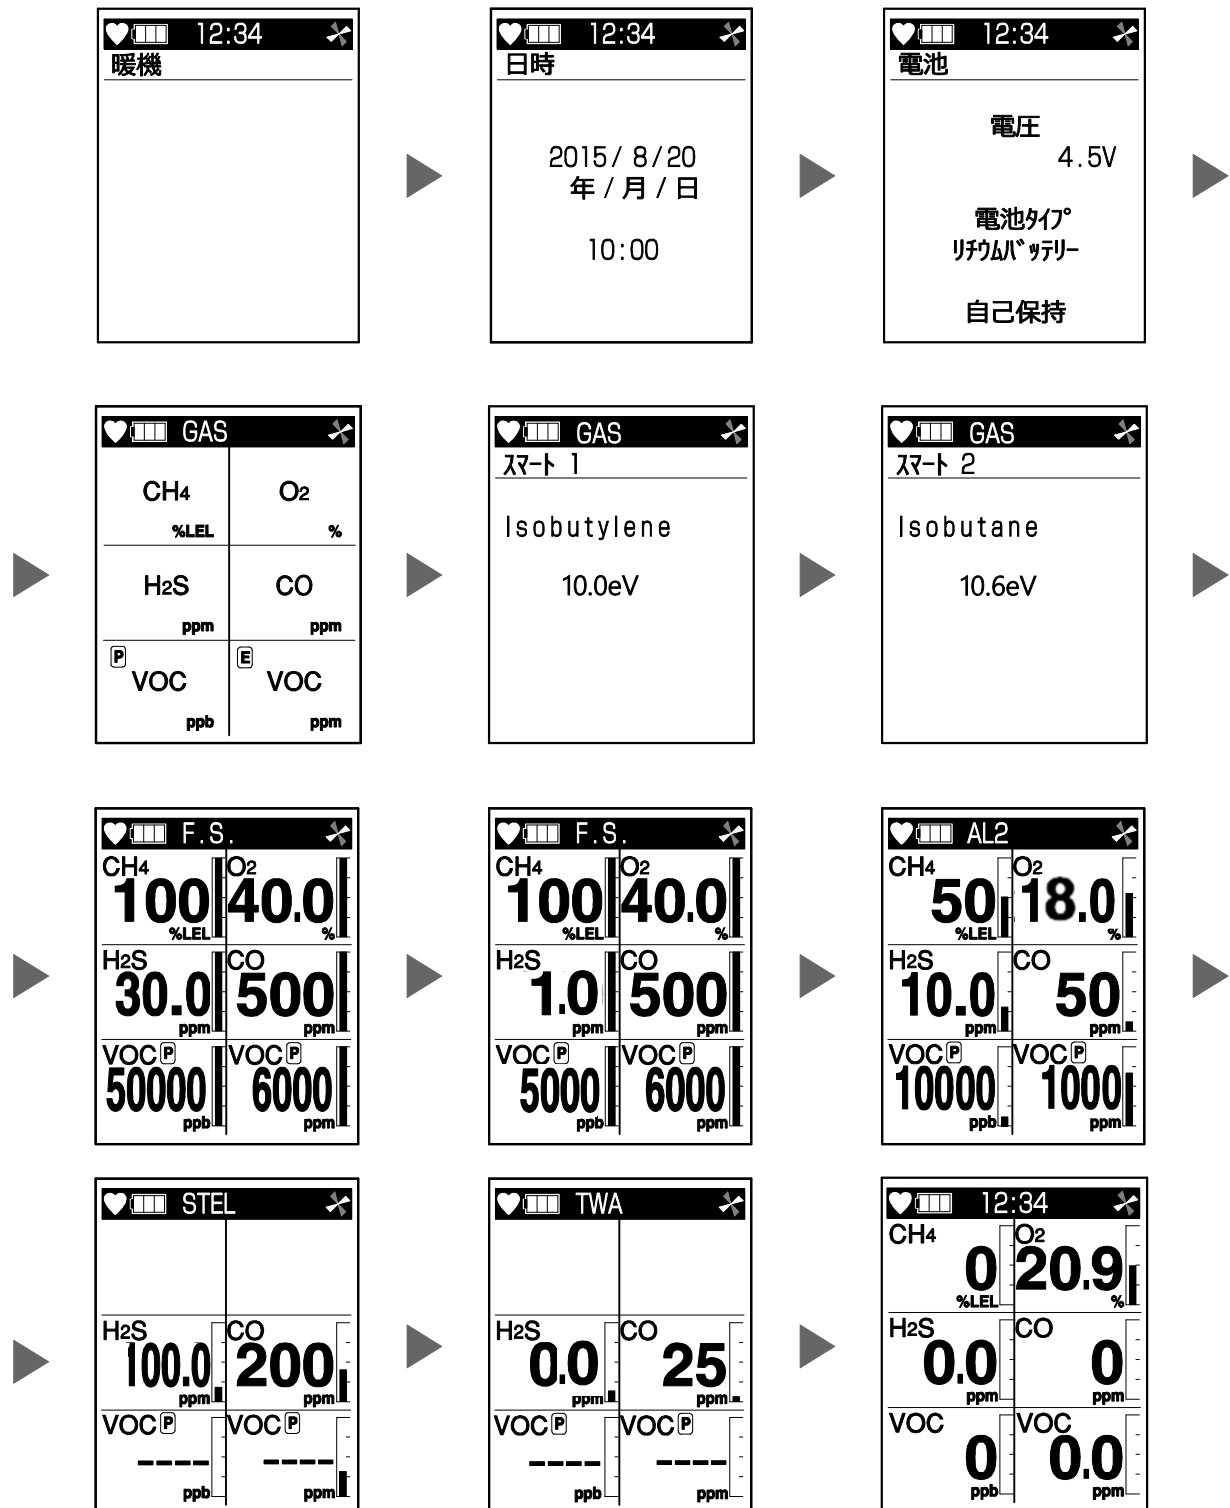 12:34
暖機
12:34
日時
2015/ 8/20
年 / 月 / 日
10:00
12:34
電池
電圧
4.5V
電池ﾀｲﾌﾟ
ﾘﾁｳﾑﾊﾞｯﾃﾘｰ
自己保持
GAS
CH4 O2
%LEL %
H2S CO
ppm ppm
P E
VOC VOC
ppb ppm
GAS
ｽﾏｰﾄ 1
Isobutylene
10.0eV
GAS
ｽﾏｰﾄ 2
Isobutane
10.6eV
F.S.
CH4 O2
100 40.0
%LEL %
H2S CO
30.0 500
ppm ppm
VOC P VOC P
50000 6000
ppb ppm
F.S.
CH4 O2
100 40.0
%LEL %
H2S CO
1.0 500
ppm ppm
VOC P VOC P
5000 6000
ppb ppm
AL2
CH4 O2
50 18.0
%LEL %
H2S CO
10.0 50
ppm ppm
VOC P VOC P
10000 1000
ppb ppm
STEL
H2S CO
100.0 200
ppm ppm
VOC P VOC P
---- ----
ppb ppm
TWA
H2S CO
0.0 25
ppm ppm
VOC P VOC P
---- ----
ppb ppm
12:34
CH4 O2
0 20.9
%LEL %
H2S CO
0.0 0
ppm ppm
VOC VOC
0 0.0
ppb ppm